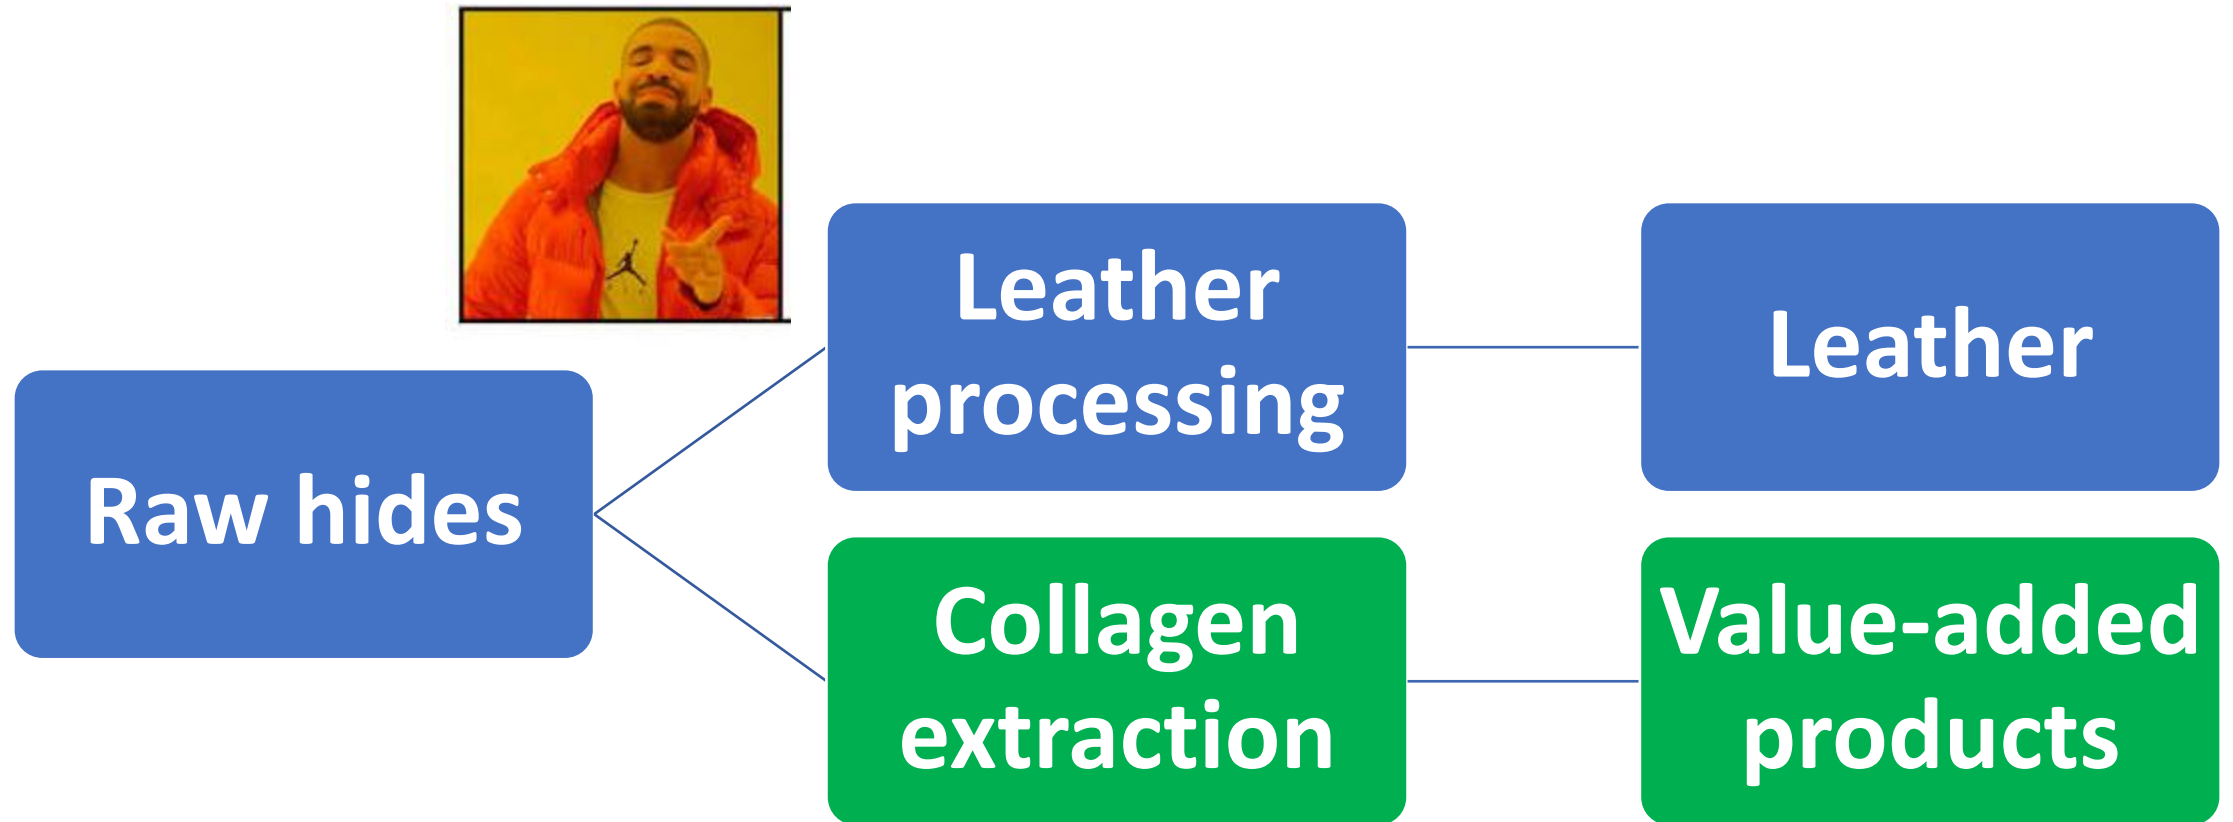 Leather
processing
Leather
Raw hides
Collagen
extraction
Value-added
products